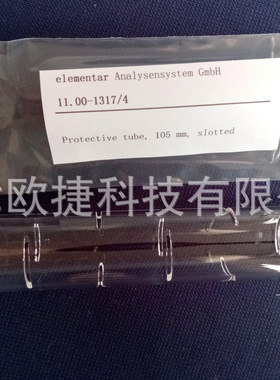 elementar Analysensystem GmbH
11.00-1317/4
Protective tube, 105 mm, slotted
欧捷科技有限